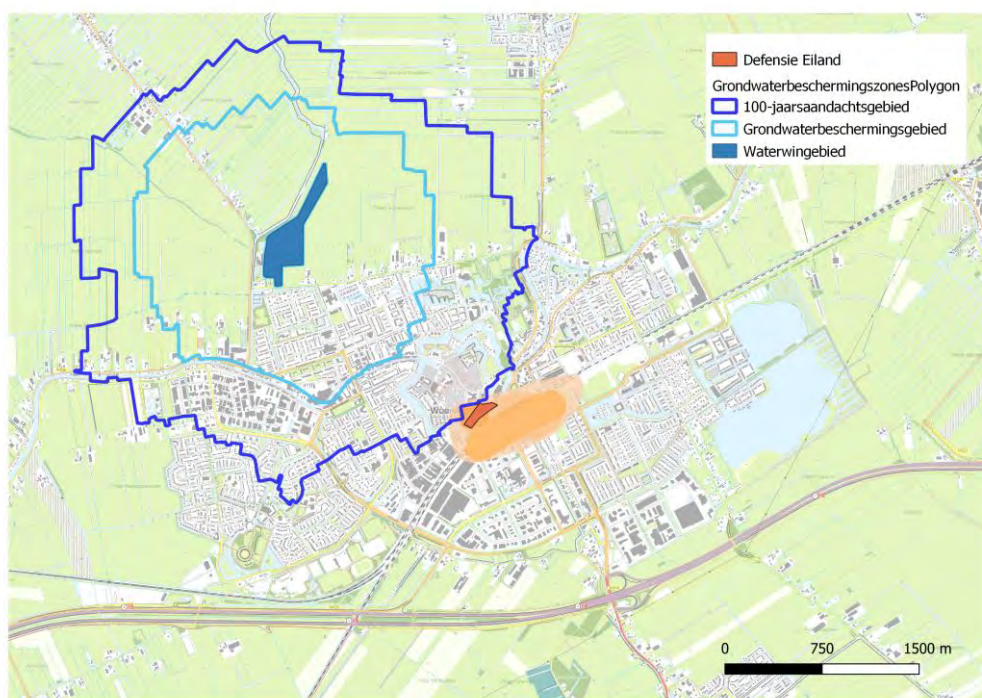 Defensie Eiland
GrondwaterbeschermingszonesPolygon
100-jaarsaandachtsgebied
Grondwaterbeschermingsgebied
Waterwingebied
0 750 1500 m